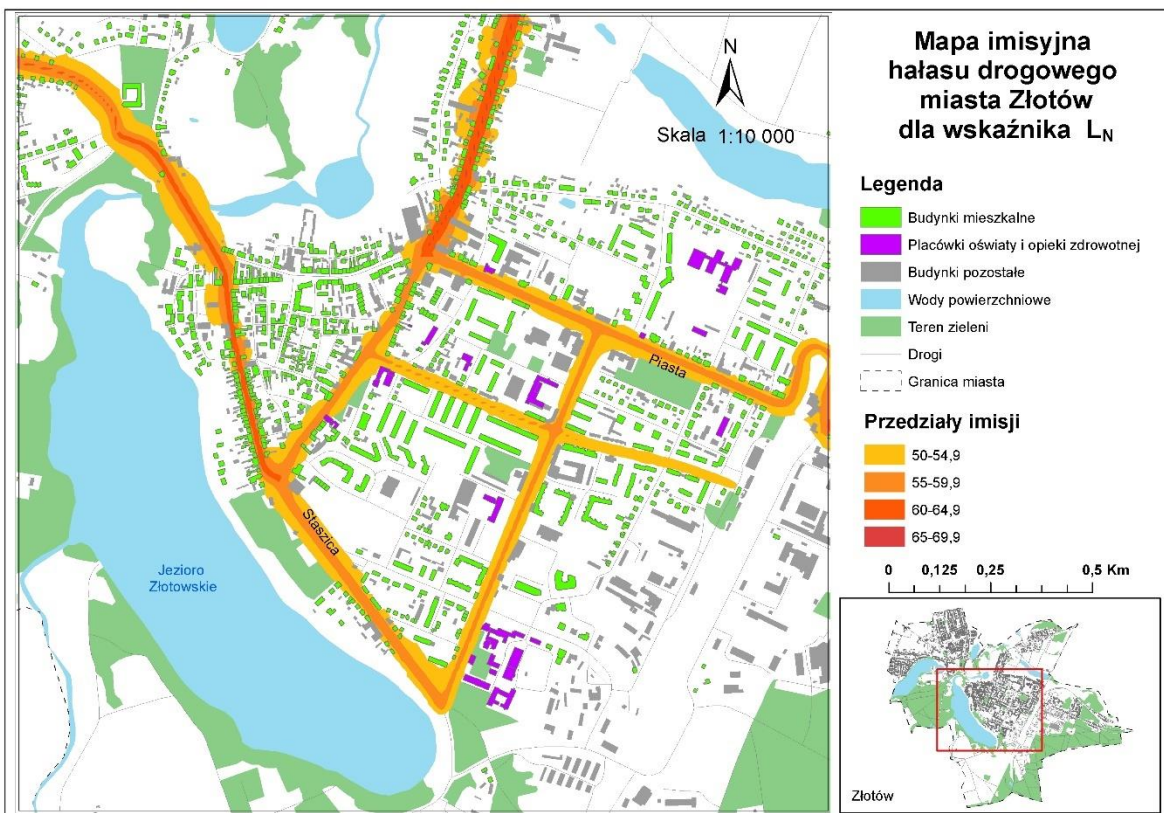 Mapa imisyjna
hałasu drogowego
miasta Złotów
dla wskaźnika L_N
N
Skala 1:10 000
Legenda
Budynki mieszkalne
Placówki oświaty i opieki zdrowotnej
Budynki pozostałe
Wody powierzchniowe
Teren zieleni
Drogi
Granica miasta
Przedziały imisji
50-54,9
55-59,9
60-64,9
65-69,9
0 0,125 0,25 0,5 Km
Piasta
Staszica
Jezioro
Złotowskie
Złotów